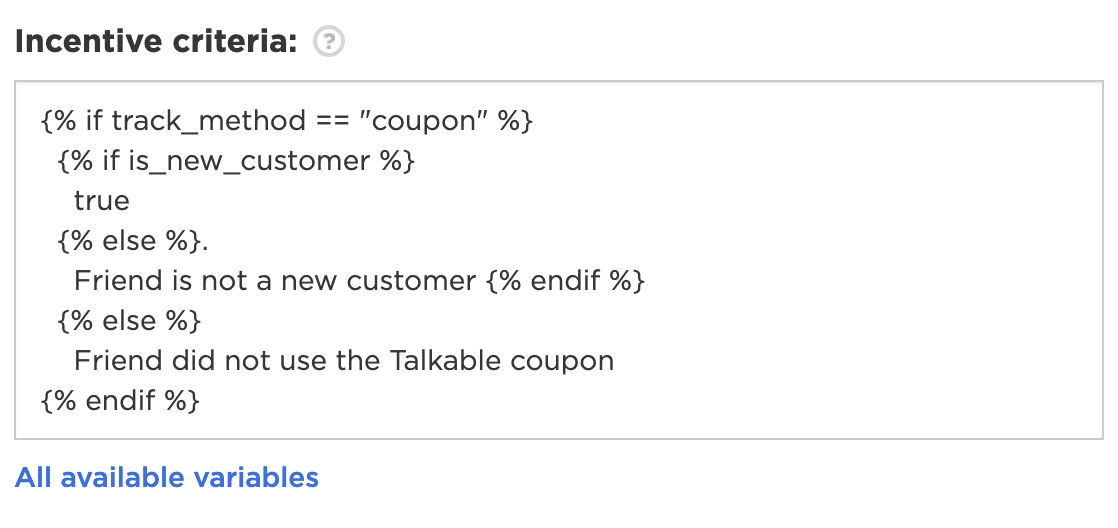 Incentive criteria: ?
{% if track_method == "coupon" %}
{% if is_new_customer %}
true
{% else %}.
Friend is not a new customer {% endif %}
{% else %}
Friend did not use the Talkable coupon
{% endif %}
All available variables